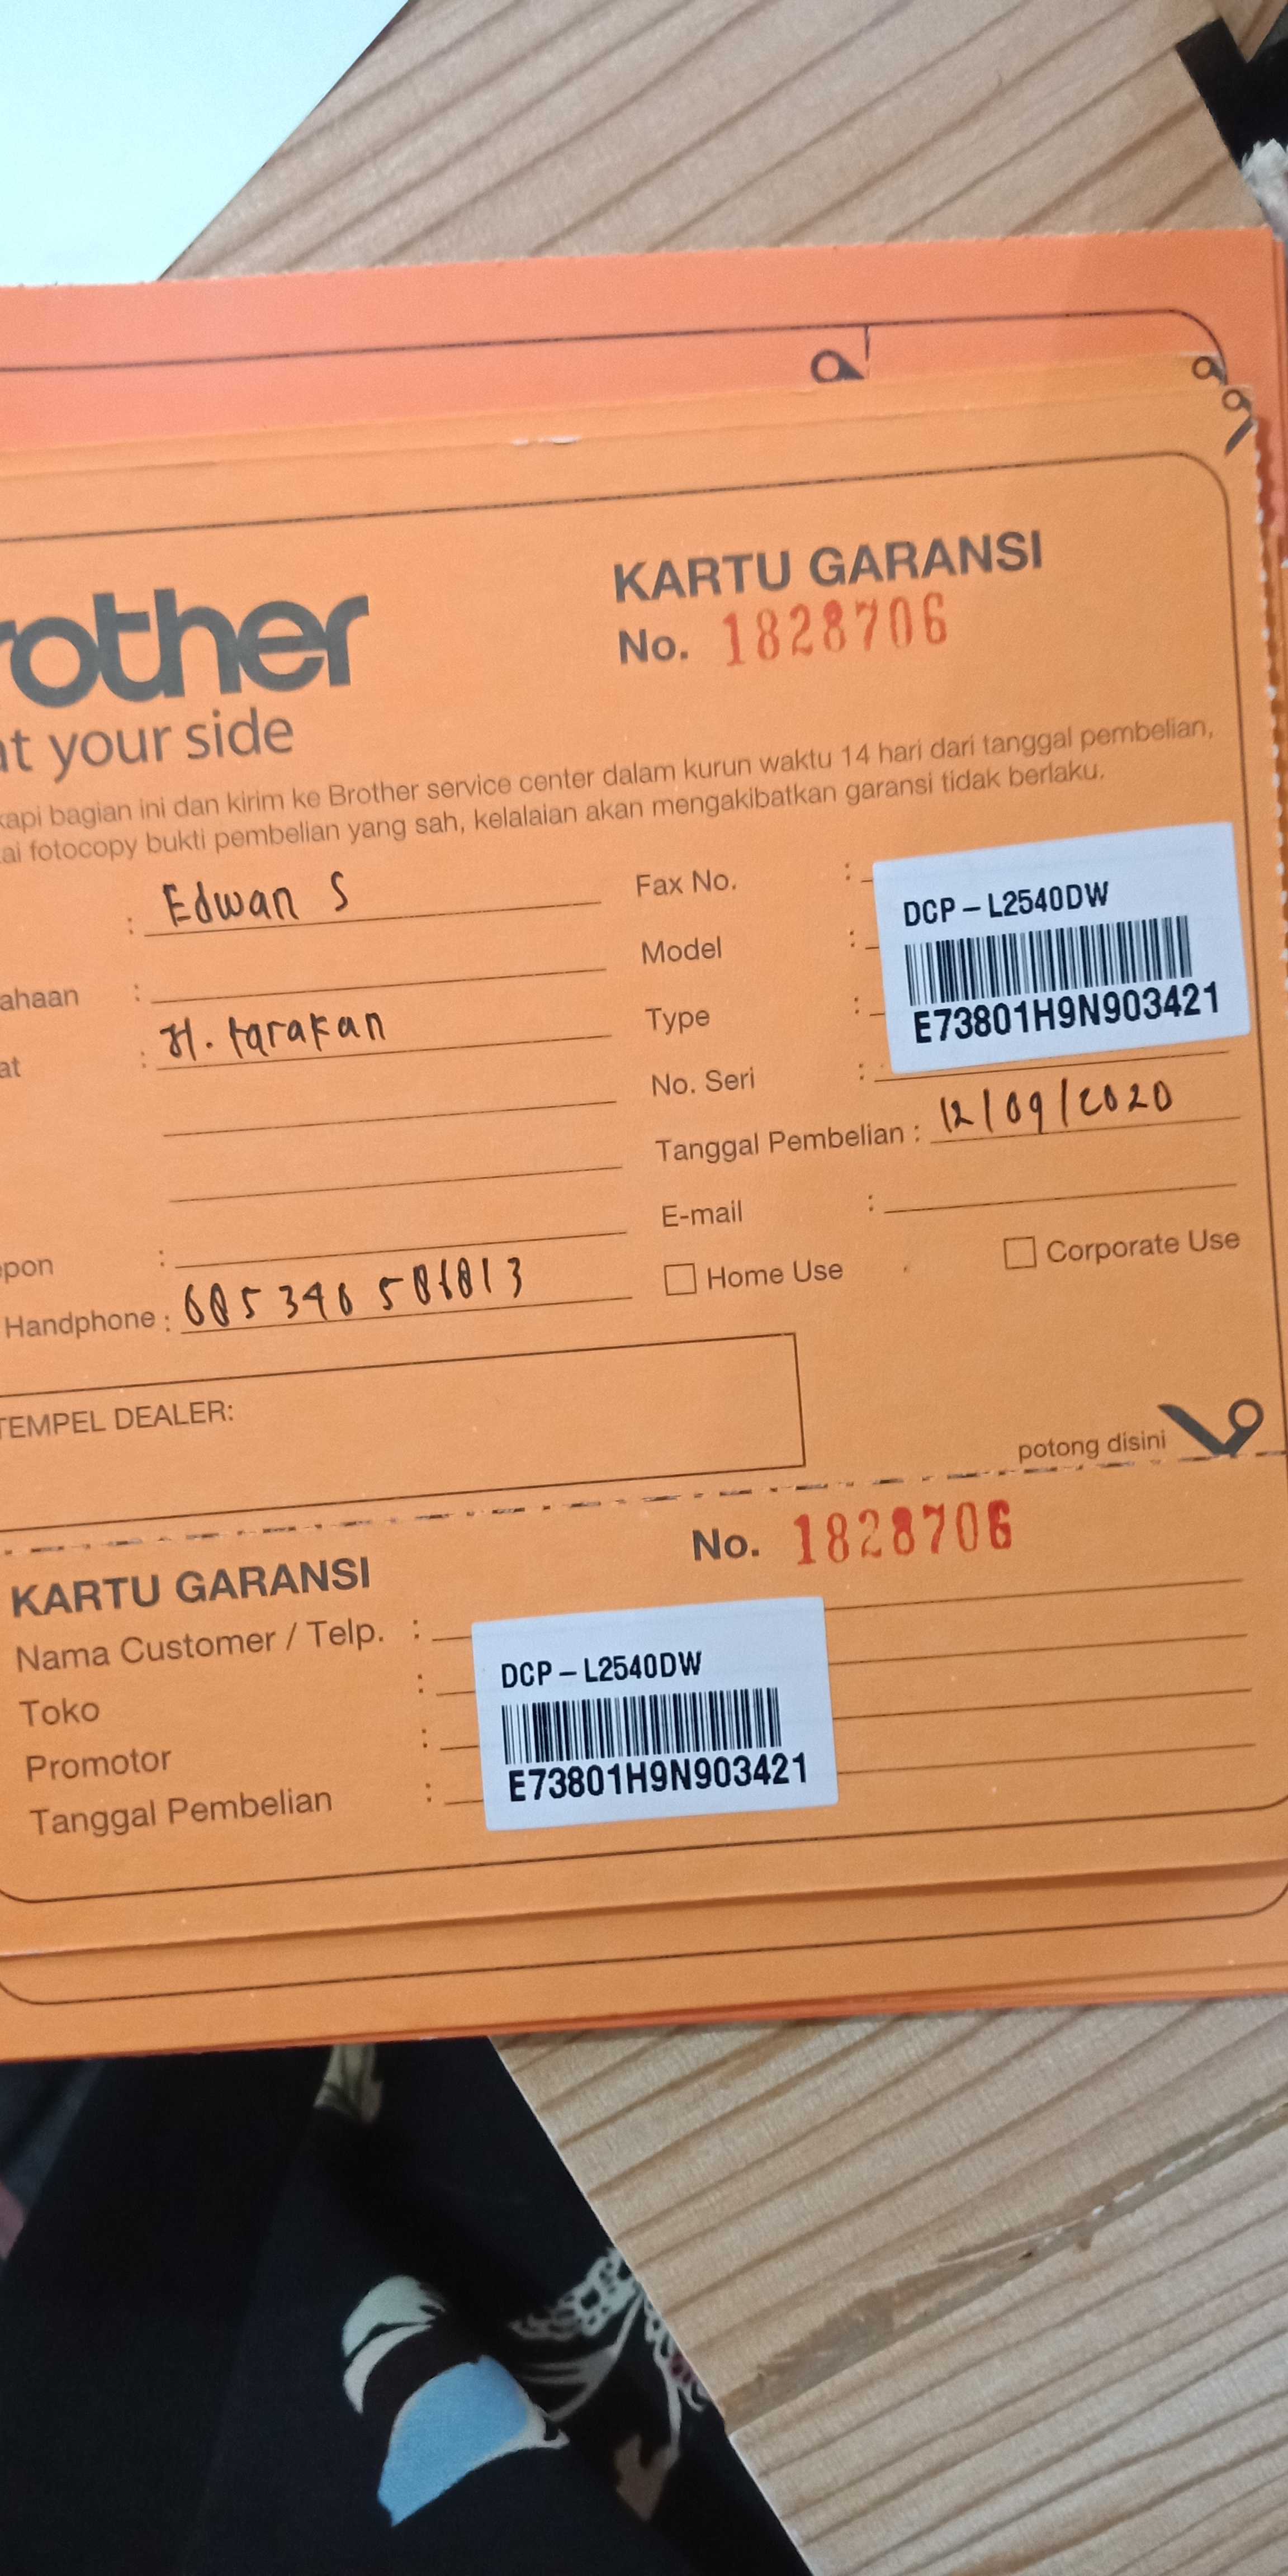 rother
at your side
KARTU GARANSI
No. 1828706
kapi bagian ini dan kirim ke Brother service center dalam kurun waktu 14 hari dari tanggal pembelian,
ai fotocopy bukti pembelian yang sah, kelalaian akan mengakibatkan garansi tidak berlaku.
: Edwan S
ahaan :
at : Jl. tarakan
pon :
Handphone :
Fax No. :
Model :
Type :
No. Seri :
DCP - L2540DW
E73801H9N903421
Tanggal Pembelian : 12/09/2020
E-mail :
Home Use
Corporate Use
TEMPEL DEALER:
potong disini
KARTU GARANSI
No. 1828706
Nama Customer / Telp. :
Toko :
Promotor :
Tanggal Pembelian :
DCP - L2540DW
E73801H9N903421